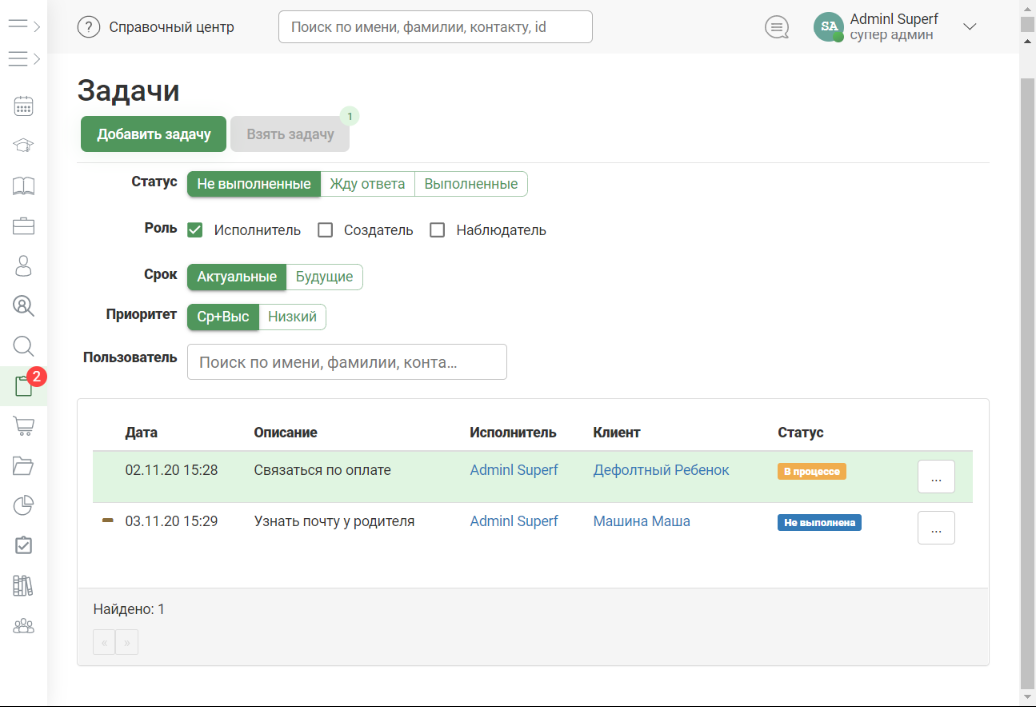 Справочный центр
Поиск по имени, фамилии, контакту, id
SA
Adminl Superf
супер админ
Задачи
Добавить задачу
Взять задачу
1
Статус
Не выполненные
Жду ответа
Выполненные
Роль
Исполнитель
Создатель
Наблюдатель
Срок
Актуальные
Будущие
Приоритет
Ср+Выс
Низкий
Пользователь
Поиск по имени, фамилии, конта...
2
Дата Описание Исполнитель Клиент Статус
02.11.20 15:28 Связаться по оплате Adminl Superf Дефолтный Ребенок В процессе ...
03.11.20 15:29 Узнать почту у родителя Adminl Superf Машина Маша Не выполнена ...
Найдено: 1
« »